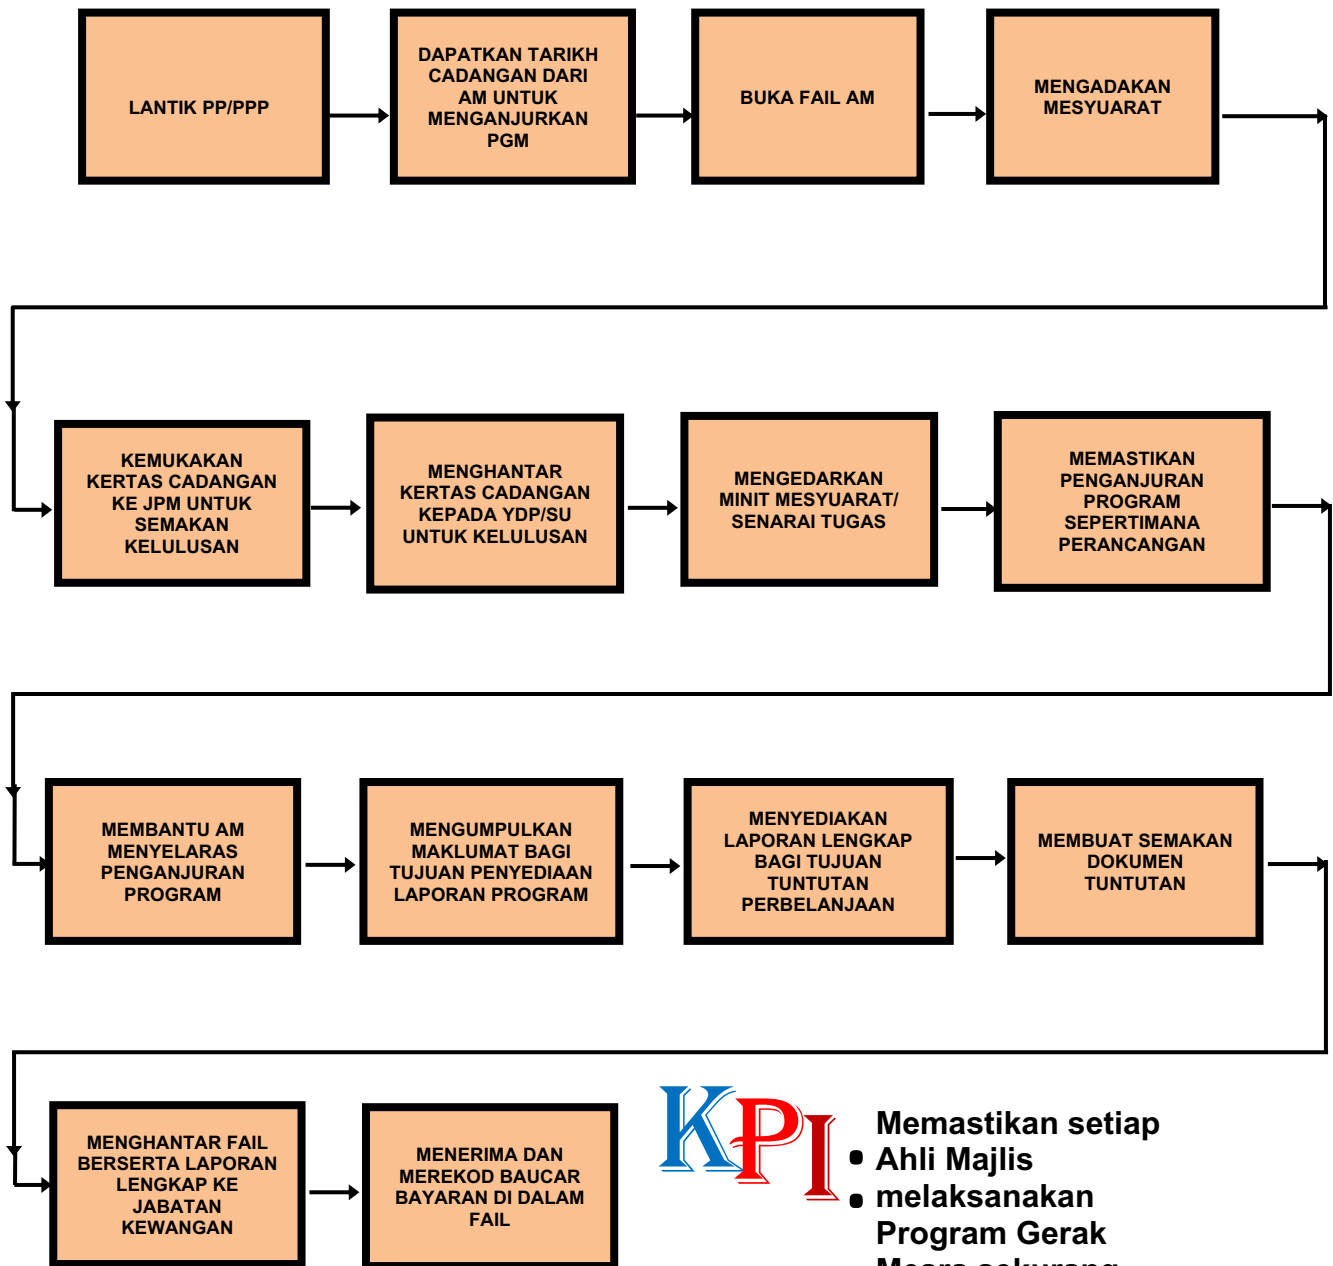 LANTIK PP/PPP
DAPATKAN TARIKH
CADANGAN DARI
AM UNTUK
MENGANJURKAN
PGM
BUKA FAIL AM
MENGADAKAN
MESYUARAT
KEMUKAKAN
KERTAS CADANGAN
KE JPM UNTUK
SEMAKAN
KELULUSAN
MENGHANTAR
KERTAS CADANGAN
KEPADA YDP/SU
UNTUK KELULUSAN
MENGEDARKAN
MINIT MESYUARAT/
SENARAI TUGAS
MEMASTIKAN
PENGANJURAN
PROGRAM
SEPERTIMANA
PERANCANGAN
MEMBANTU AM
MENYELARAS
PENGANJURAN
PROGRAM
MENGUMPULKAN
MAKLUMAT BAGI
TUJUAN PENYEDIAAN
LAPORAN PROGRAM
MENYEDIAKAN
LAPORAN LENGKAP
BAGI TUJUAN
TUNTUTAN
PERBELANJAAN
MEMBUAT SEMAKAN
DOKUMEN
TUNTUTAN
MENGHANTAR FAIL
BERSERTA LAPORAN
LENGKAP KE
JABATAN
KEWANGAN
MENERIMA DAN
MEREKOD BAUCAR
BAYARAN DI DALAM
FAIL
KPI
Memastikan setiap
• Ahli Majlis
• melaksanakan
Program Gerak
Mesra sekurang